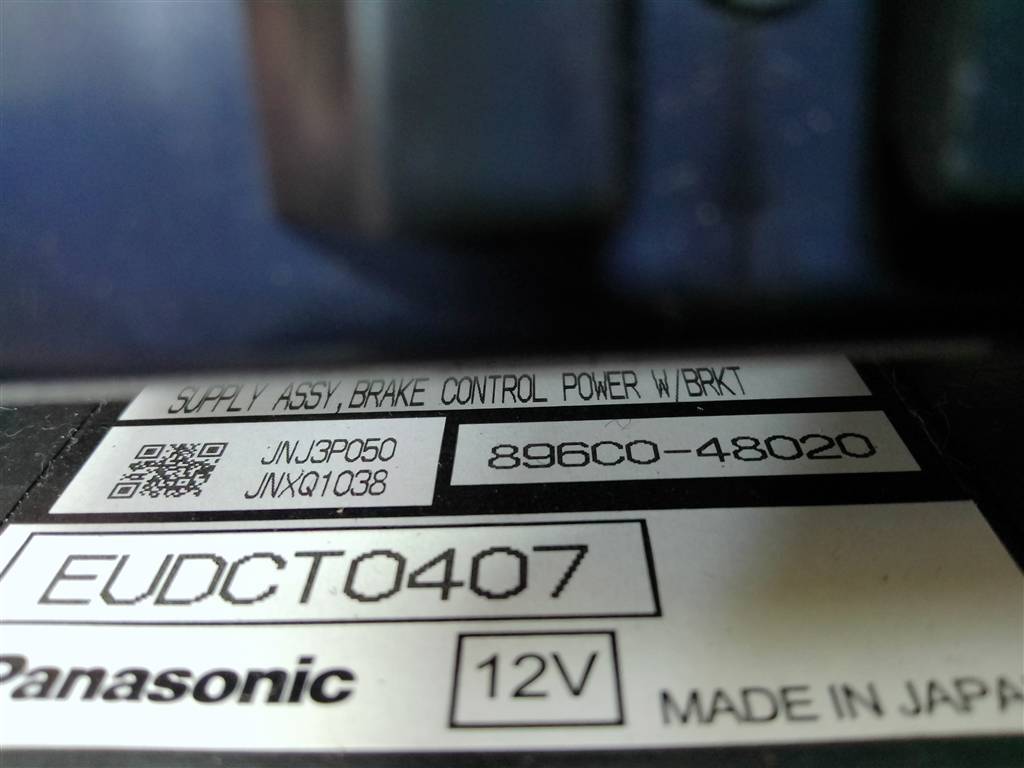 SUPPLY ASSY, BRAKE CONTROL POWER W/BRKT
JNJ3P050
JNXQ1038
896C0-48020
EUDCT0407
Panasonic
12V
MADE IN JAPA